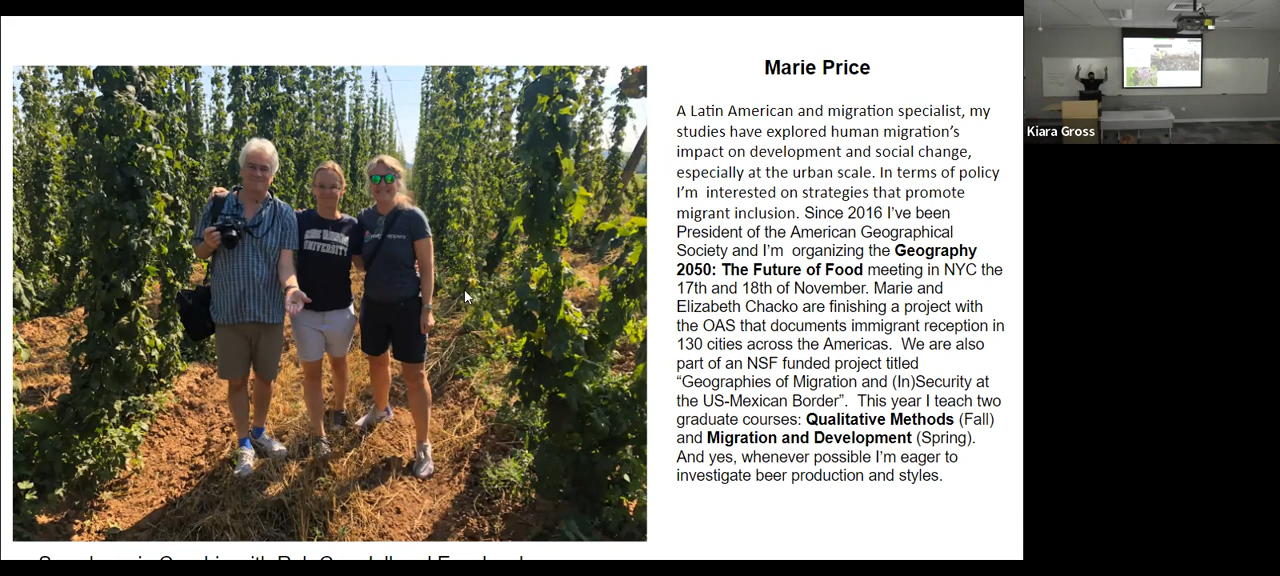 Marie Price
A Latin American and migration specialist, my
studies have explored human migration's
impact on development and social change,
especially at the urban scale. In terms of policy
I'm  interested on strategies that promote
migrant inclusion. Since 2016 I've been
President of the American Geographical
Society and I'm  organizing the Geography
2050: The Future of Food meeting in NYC the
17th and 18th of November. Marie and
Elizabeth Chacko are finishing a project with
the OAS that documents immigrant reception in
130 cities across the Americas.  We are also
part of an NSF funded project titled
“Geographies of Migration and (In)Security at
the US-Mexican Border”.  This year I teach two
graduate courses: Qualitative Methods (Fall)
and Migration and Development (Spring).
And yes, whenever possible I'm eager to
investigate beer production and styles.
UNIVERSITY
Kiara Gross